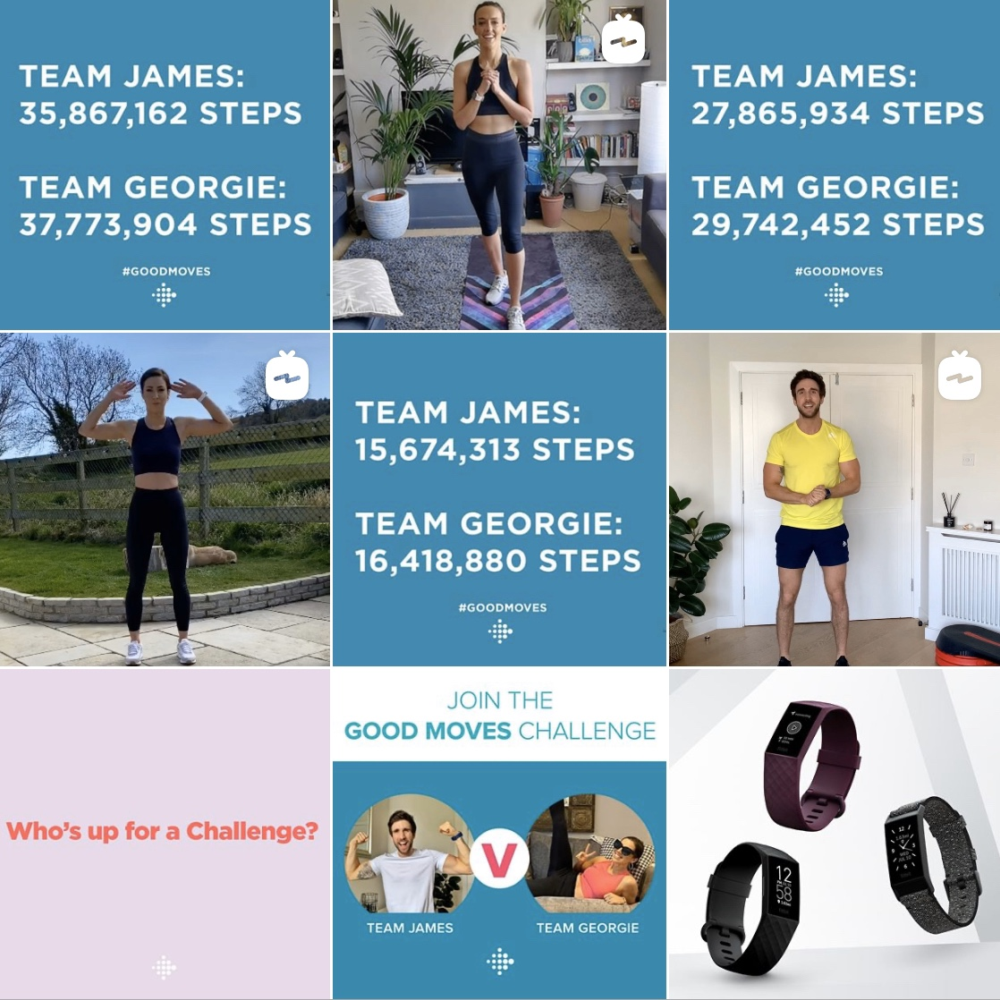 TEAM JAMES:
35,867,162 STEPS
TEAM GEORGIE:
37,773,904 STEPS
#GOODMOVES
TEAM JAMES:
27,865,934 STEPS
TEAM GEORGIE:
29,742,452 STEPS
#GOODMOVES
TEAM JAMES:
15,674,313 STEPS
TEAM GEORGIE:
16,418,880 STEPS
#GOODMOVES
Who's up for a Challenge?
JOIN THE
GOOD MOVES CHALLENGE
V
TEAM JAMES
TEAM GEORGIE
12
58